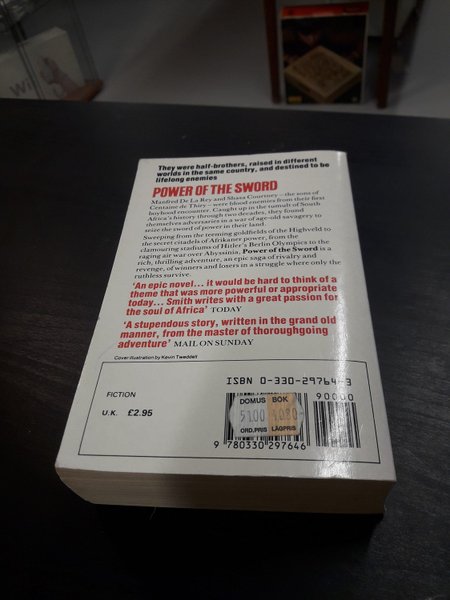 They were half-brothers, raised in different
worlds in the same country, and destined to be
lifelong enemies
POWER OF THE SWORD
Manfred De La Rey and Shasa Courtney – the sons of
Centaine de Thiry – were blood enemies from their first
boyhood encounter. Caught up in the tumult of South
Africa's history through two decades, they found
themselves adversaries in a war of age-old savagery to
seize the sword of power in their land.
Sweeping from the teeming goldfields of the Highveld to
the secret citadels of Afrikaner power, from the
clamouring stadiums of Hitler's Berlin Olympics to the
raging air war over Abyssinia, Power of the Sword is a
rich, thrilling adventure, an epic saga of rivalry and
revenge, of winners and losers in a struggle where only the
ruthless survive.
'An epic novel... it would be hard to think of a
theme that was more powerful or appropriate
today... Smith writes with a great passion for
the soul of Africa' TODAY
'A stupendous story, written in the grand old
manner, from the master of thoroughgoing
adventure' MAIL ON SUNDAY
Cover illustration by Kevin Tweddell
ISBN 0-330-29764-3
90000
FICTION
U.K. £2.95
DOMUS BOK
51.00
ORD.PRIS LÅGPRIS
9 780330 297646